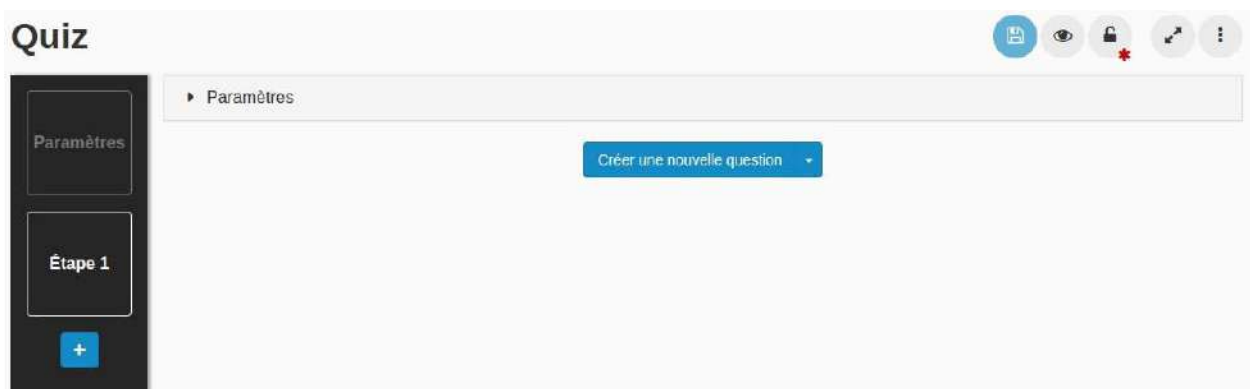 Quiz
Paramètres
Paramètres
Créer une nouvelle question
Étape 1
+